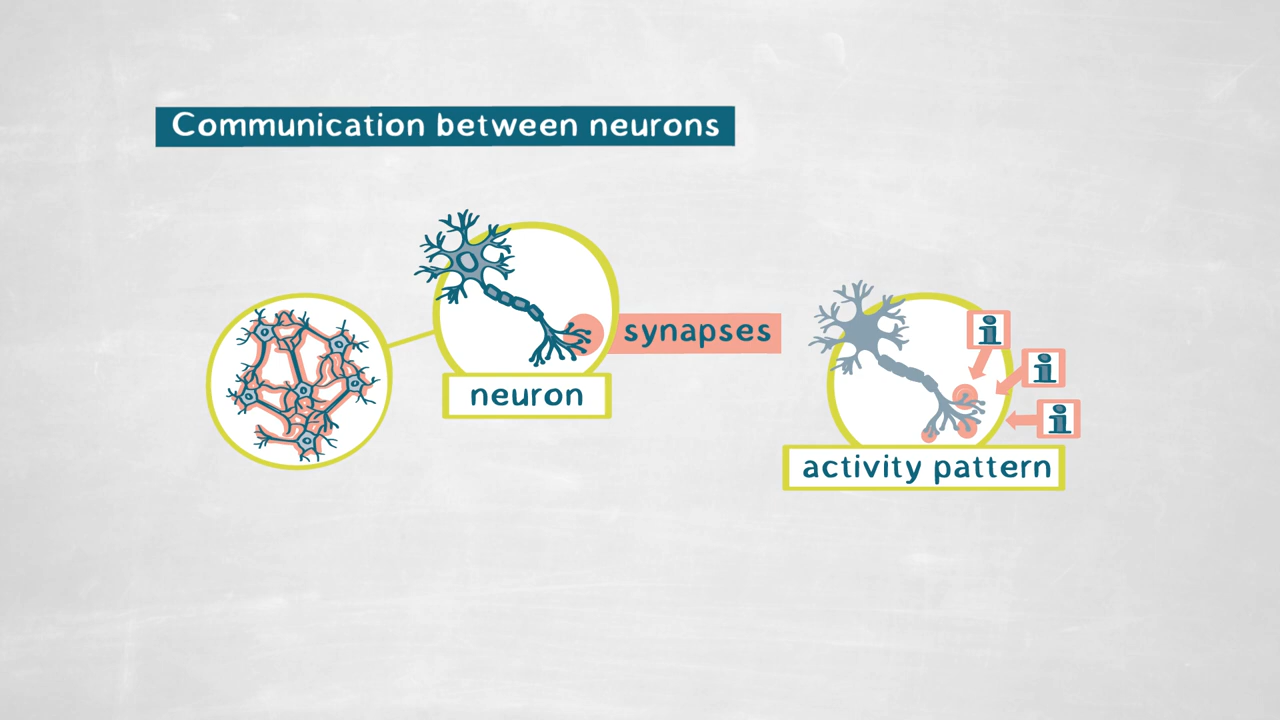 Communication between neurons
synapses
neuron
i
i
i
activity pattern